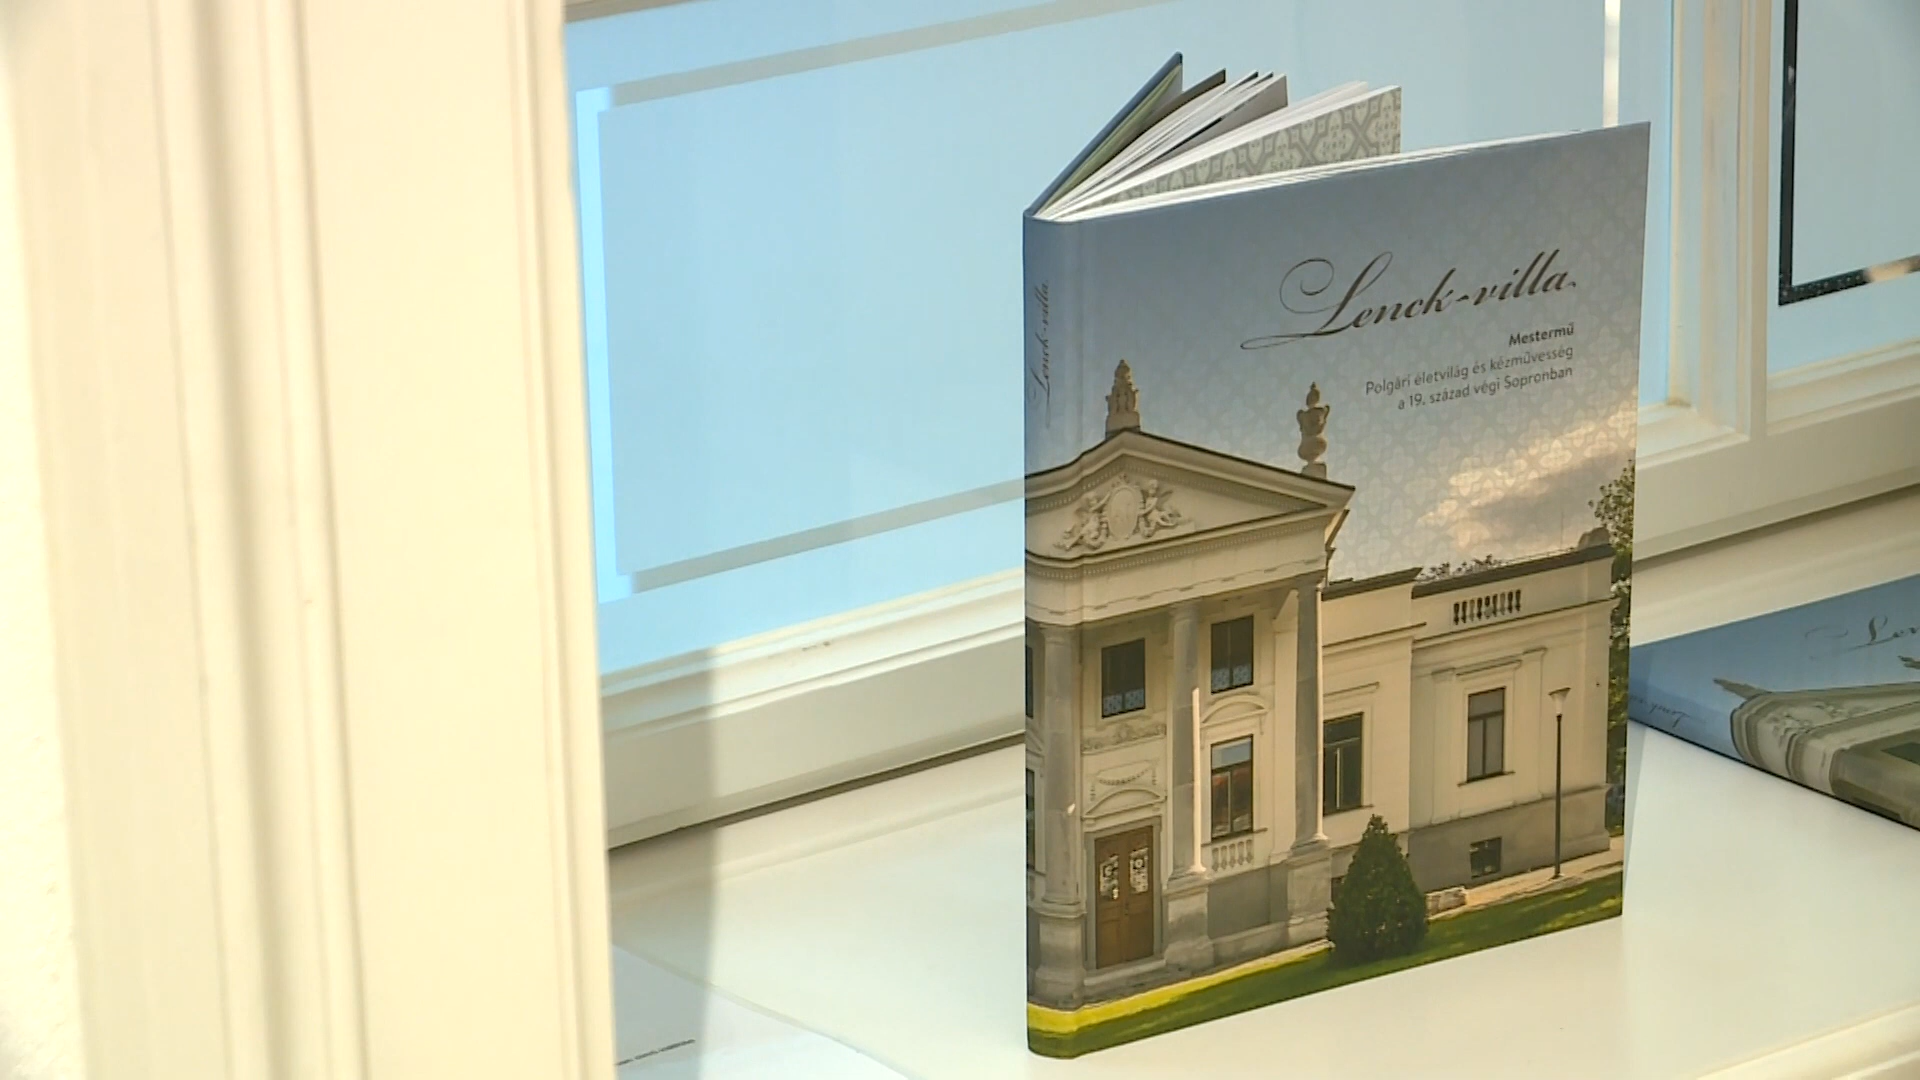 Lenck-villa
Mestermű
Polgári életvilág és kézművesség
a 19. század végi Sopronban
Lenck-villa